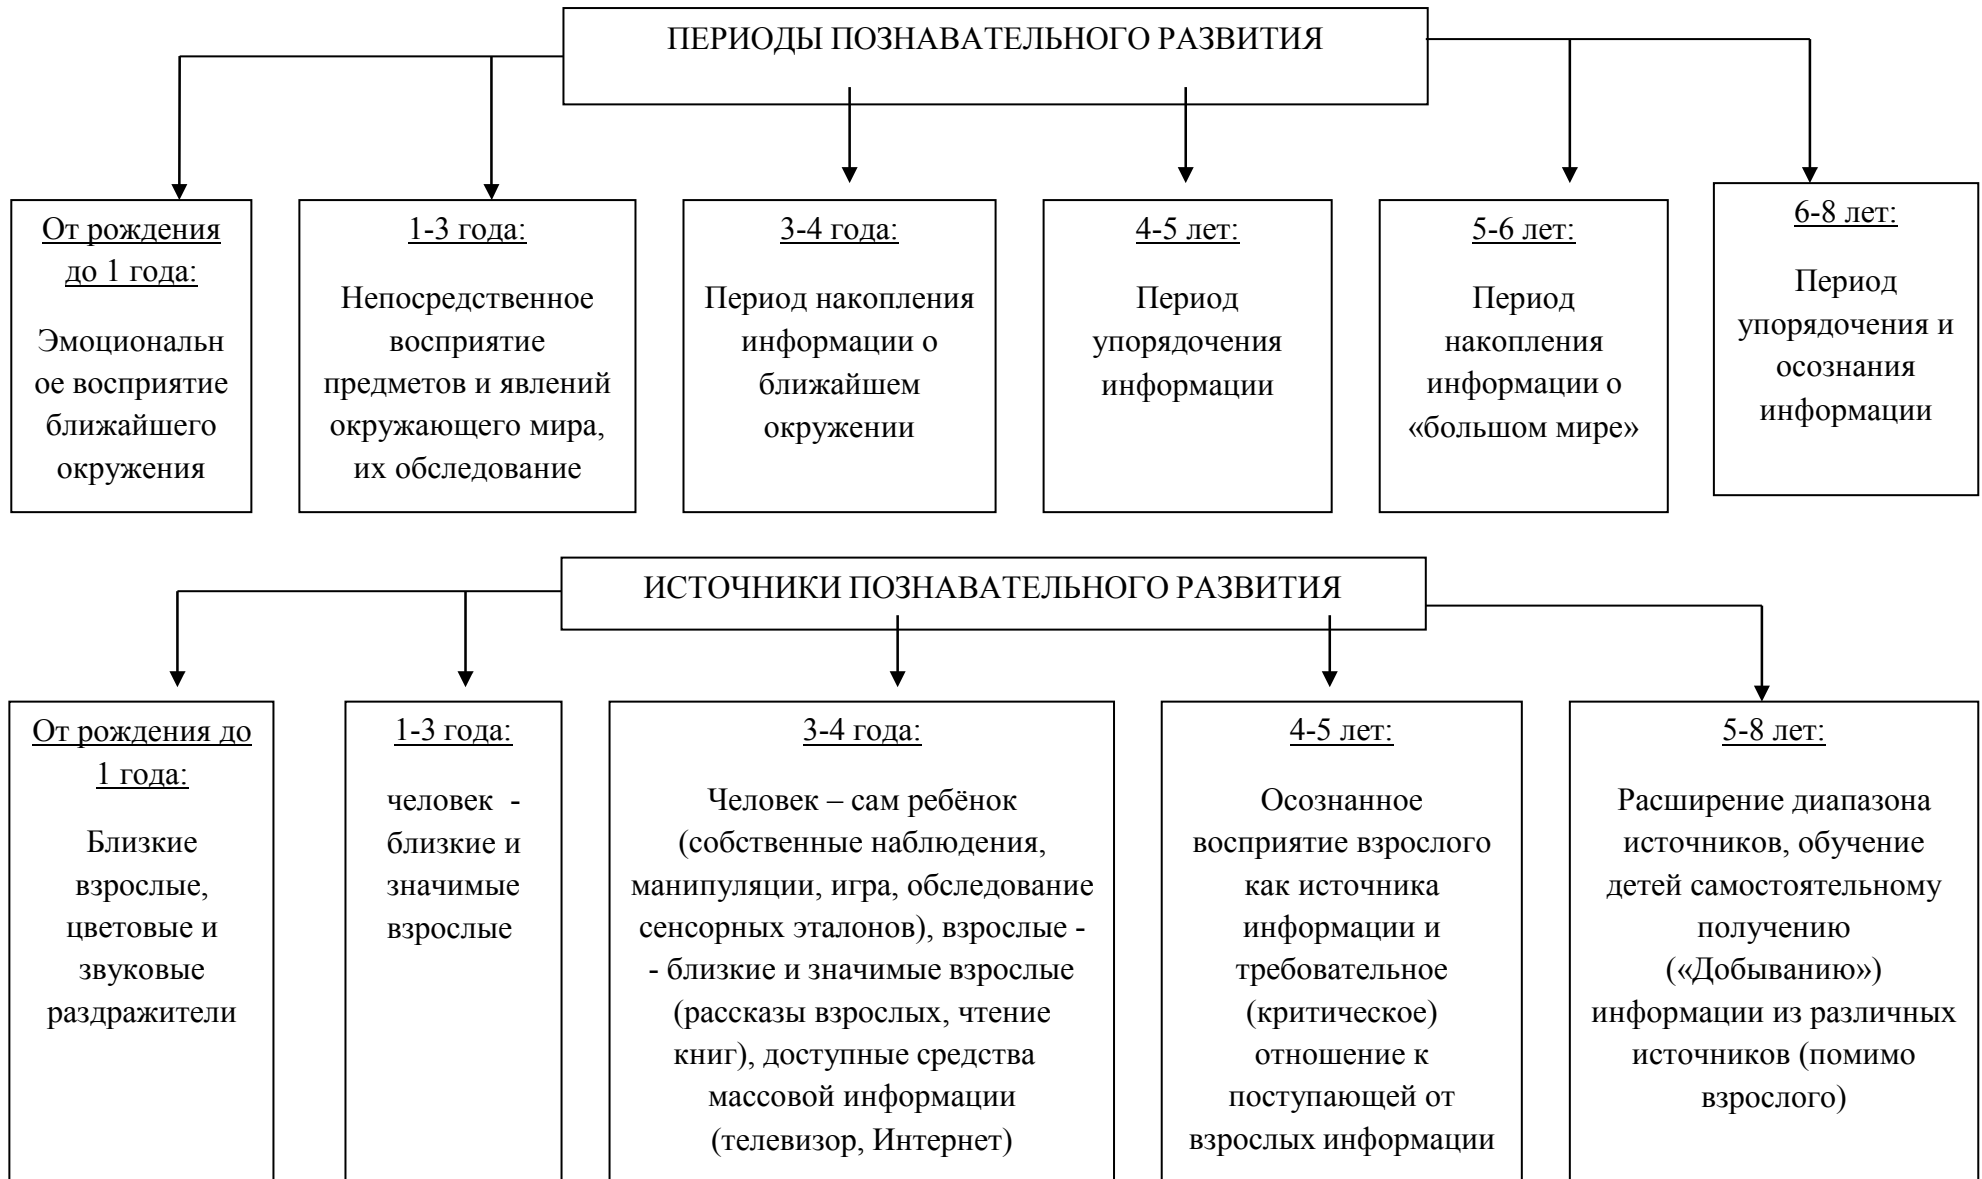 ПЕРИОДЫ ПОЗНАВАТЕЛЬНОГО РАЗВИТИЯ
От рождения
до 1 года:
Эмоциональн
ое восприятие
ближайшего
окружения
1-3 года:
Непосредственное
восприятие
предметов и явлений
окружающего мира,
их обследование
3-4 года:
Период накопления
информации о
ближайшем
окружении
4-5 лет:
Период
упорядочения
информации
5-6 лет:
Период
накопления
информации о
«большом мире»
6-8 лет:
Период
упорядочения и
осознания
информации
ИСТОЧНИКИ ПОЗНАВАТЕЛЬНОГО РАЗВИТИЯ
От рождения до
1 года:
Близкие
взрослые,
цветовые и
звуковые
раздражители
1-3 года:
человек -
близкие и
значимые
взрослые
3-4 года:
Человек – сам ребёнок
(собственные наблюдения,
манипуляции, игра, обследование
сенсорных эталонов), взрослые -
- близкие и значимые взрослые
(рассказы взрослых, чтение
книг), доступные средства
массовой информации
(телевизор, Интернет)
4-5 лет:
Осознанное
восприятие взрослого
как источника
информации и
требовательное
(критическое)
отношение к
поступающей от
взрослых информации
5-8 лет:
Расширение диапазона
источников, обучение
детей самостоятельному
получению
(«Добыванию»)
информации из различных
источников (помимо
взрослого)